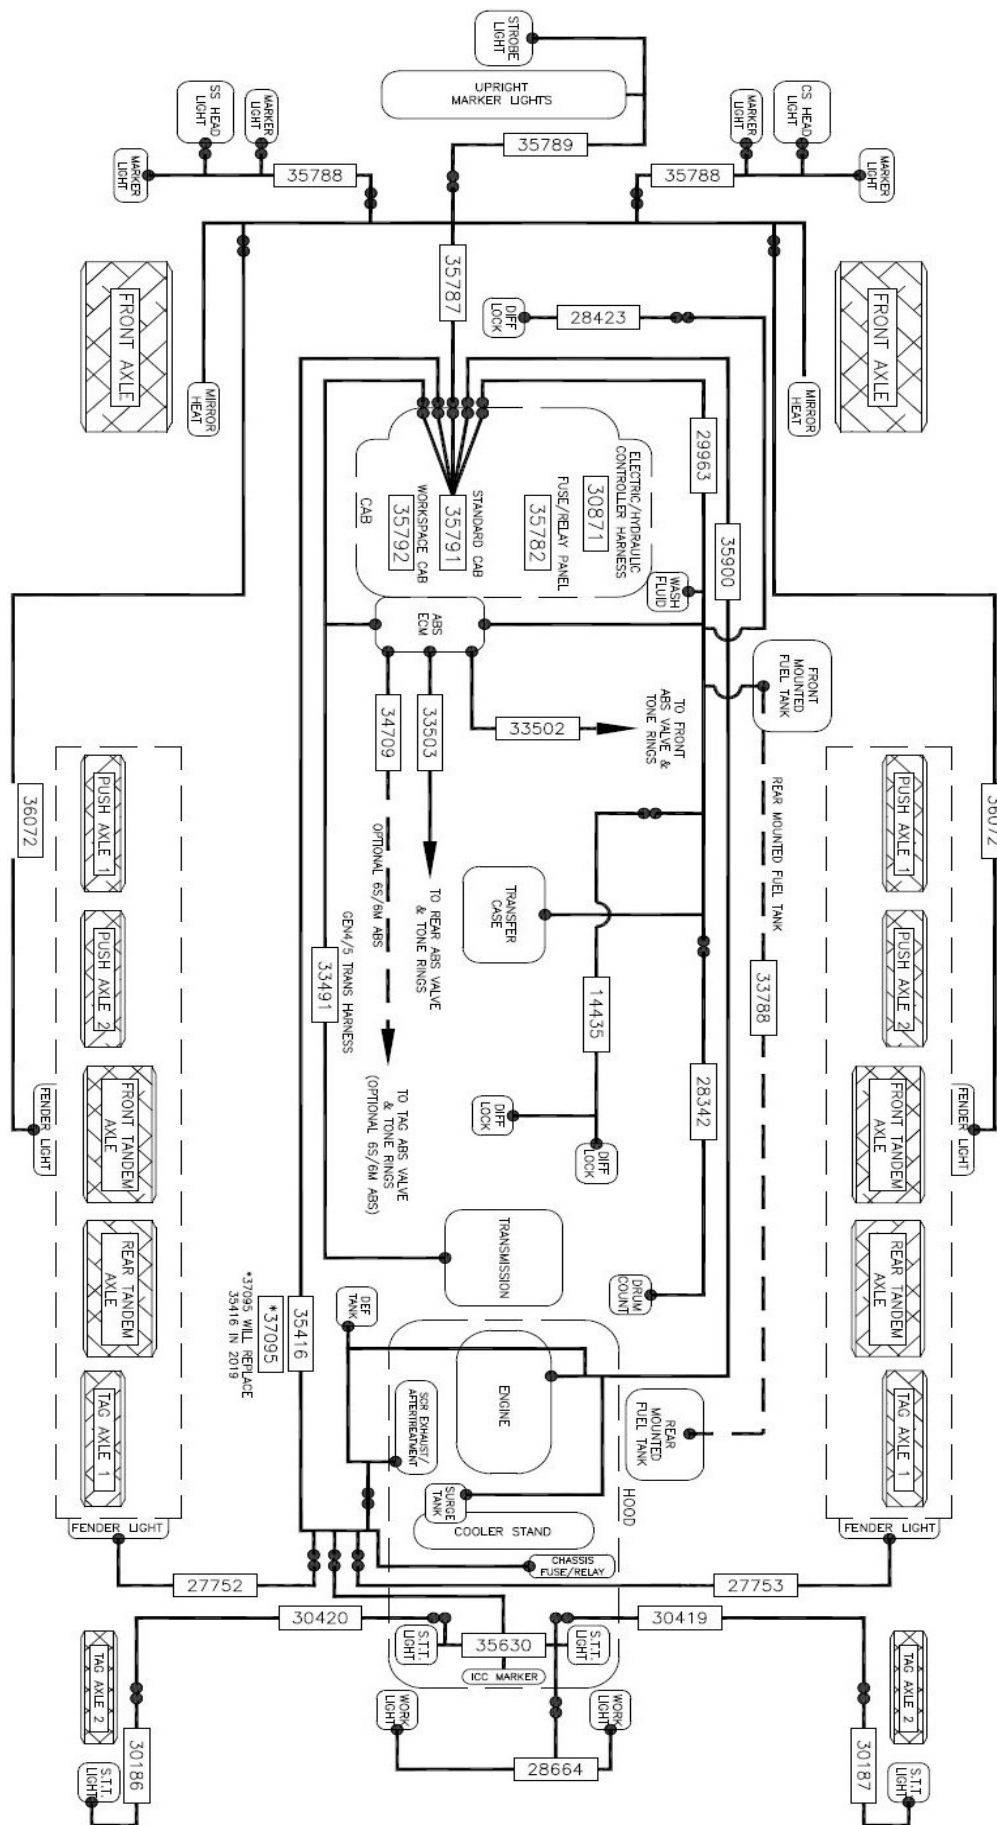 STROBE
LIGHT
UPRIGHT
MARKER LIGHTS
SS HEAD
LIGHT
MARKER
LIGHT
MARKER
LIGHT
CS HEAD
LIGHT
35789
MARKER
LIGHT
35788
35788
MARKER
LIGHT
35787
FRONT AXLE
DIFF
LOCK
28423
FRONT AXLE
MIRROR
HEAT
MIRROR
HEAT
29963
ELECTRIC/HYDRAULIC
CONTROLLER HARNESS
30871
FUSE/RELAY PANEL
35782
STANDARD CAB
35791
WORKSPACE CAB
35792
CAB
35900
WASH
FLUID
ABS
ECM
FRONT
MOUNTED
FUEL TANK
34709
33503
33502
TO FRONT
ABS VALVE &
TONE RINGS
36072
PUSH AXLE 1
PUSH AXLE 1
36072
REAR MOUNTED FUEL TANK
OPTIONAL 6S/6M ABS
TO REAR ABS VALVE
& TONE RINGS
TRANSFER
CASE
PUSH AXLE 2
PUSH AXLE 2
GEN4/5 TRANS HARNESS
33491
14435
33788
28342
TO TAG ABS VALVE
& TONE RINGS
(OPTIONAL 6S/6M ABS)
DIFF
LOCK
DIFF
LOCK
FENDER LIGHT
FRONT TANDEM
AXLE
FRONT TANDEM
AXLE
FENDER LIGHT
TRANSMISSION
REAR TANDEM
AXLE
REAR TANDEM
AXLE
DRUM
COUNT
DEF
TANK
35416
*37095
*37095 WILL REPLACE
35416 IN 2019
ENGINE
SCR EXHAUST/
AFTERTREATMENT
REAR
MOUNTED
FUEL TANK
TAG AXLE 1
TAG AXLE 1
SURGE
TANK
HOOD
COOLER STAND
FENDER LIGHT
FENDER LIGHT
CHASSIS
FUSE/RELAY
27752
27753
30420
30419
S.T.T.
LIGHT
35630
S.T.T.
LIGHT
ICC MARKER
TAG AXLE 2
TAG AXLE 2
WORK
LIGHT
WORK
LIGHT
28664
30186
30187
S.T.T.
LIGHT
S.T.T.
LIGHT